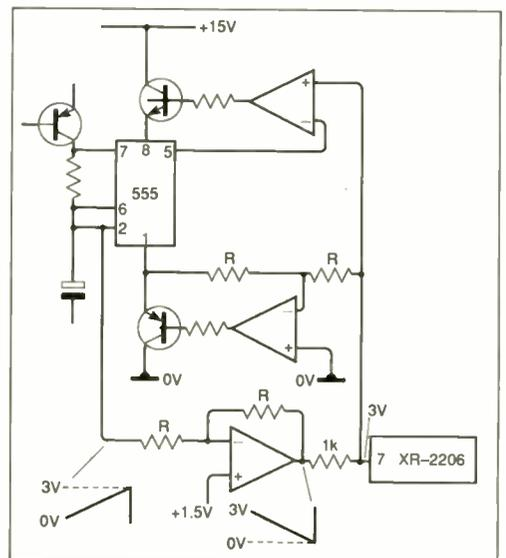 +15V
+
–
7 8 5
555
6
2
1
R R
–
+
0V 0V
R
R
3V
–
1k
7 XR–2206
+
3V
0V
+1.5V
3V
0V